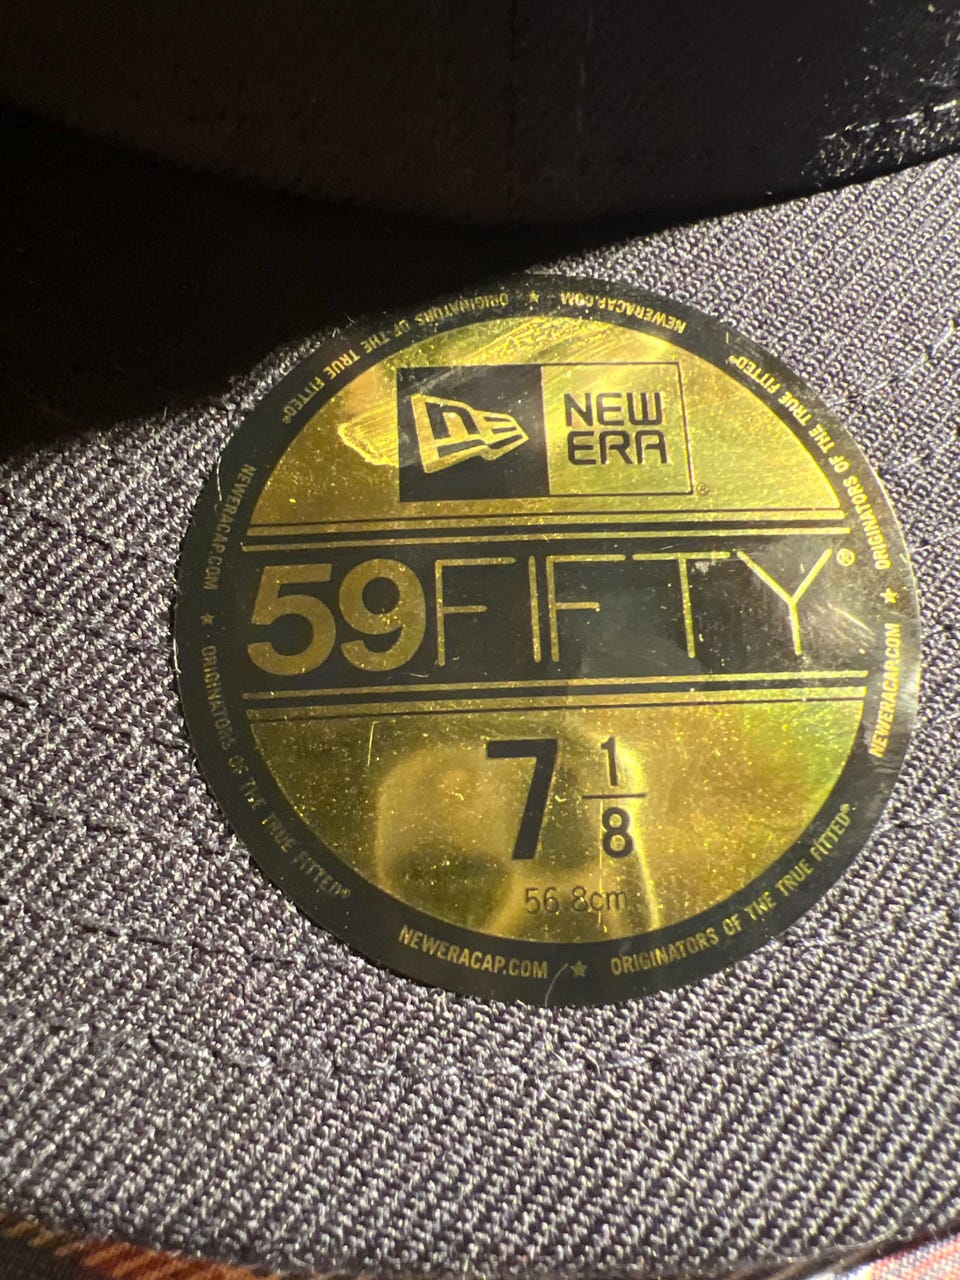 NEW
ERA
®
59FIFTY®
7 1/8
56.8cm
NEWERACAP.COM ★ ORIGINATORS OF THE TRUE FITTED®
NEWERACAP.COM ★ ORIGINATORS OF THE TRUE FITTED®
NEWERACAP.COM ★ ORIGINATORS OF THE TRUE FITTED®
NEWERACAP.COM ★ ORIGINATORS OF THE TRUE FITTED®